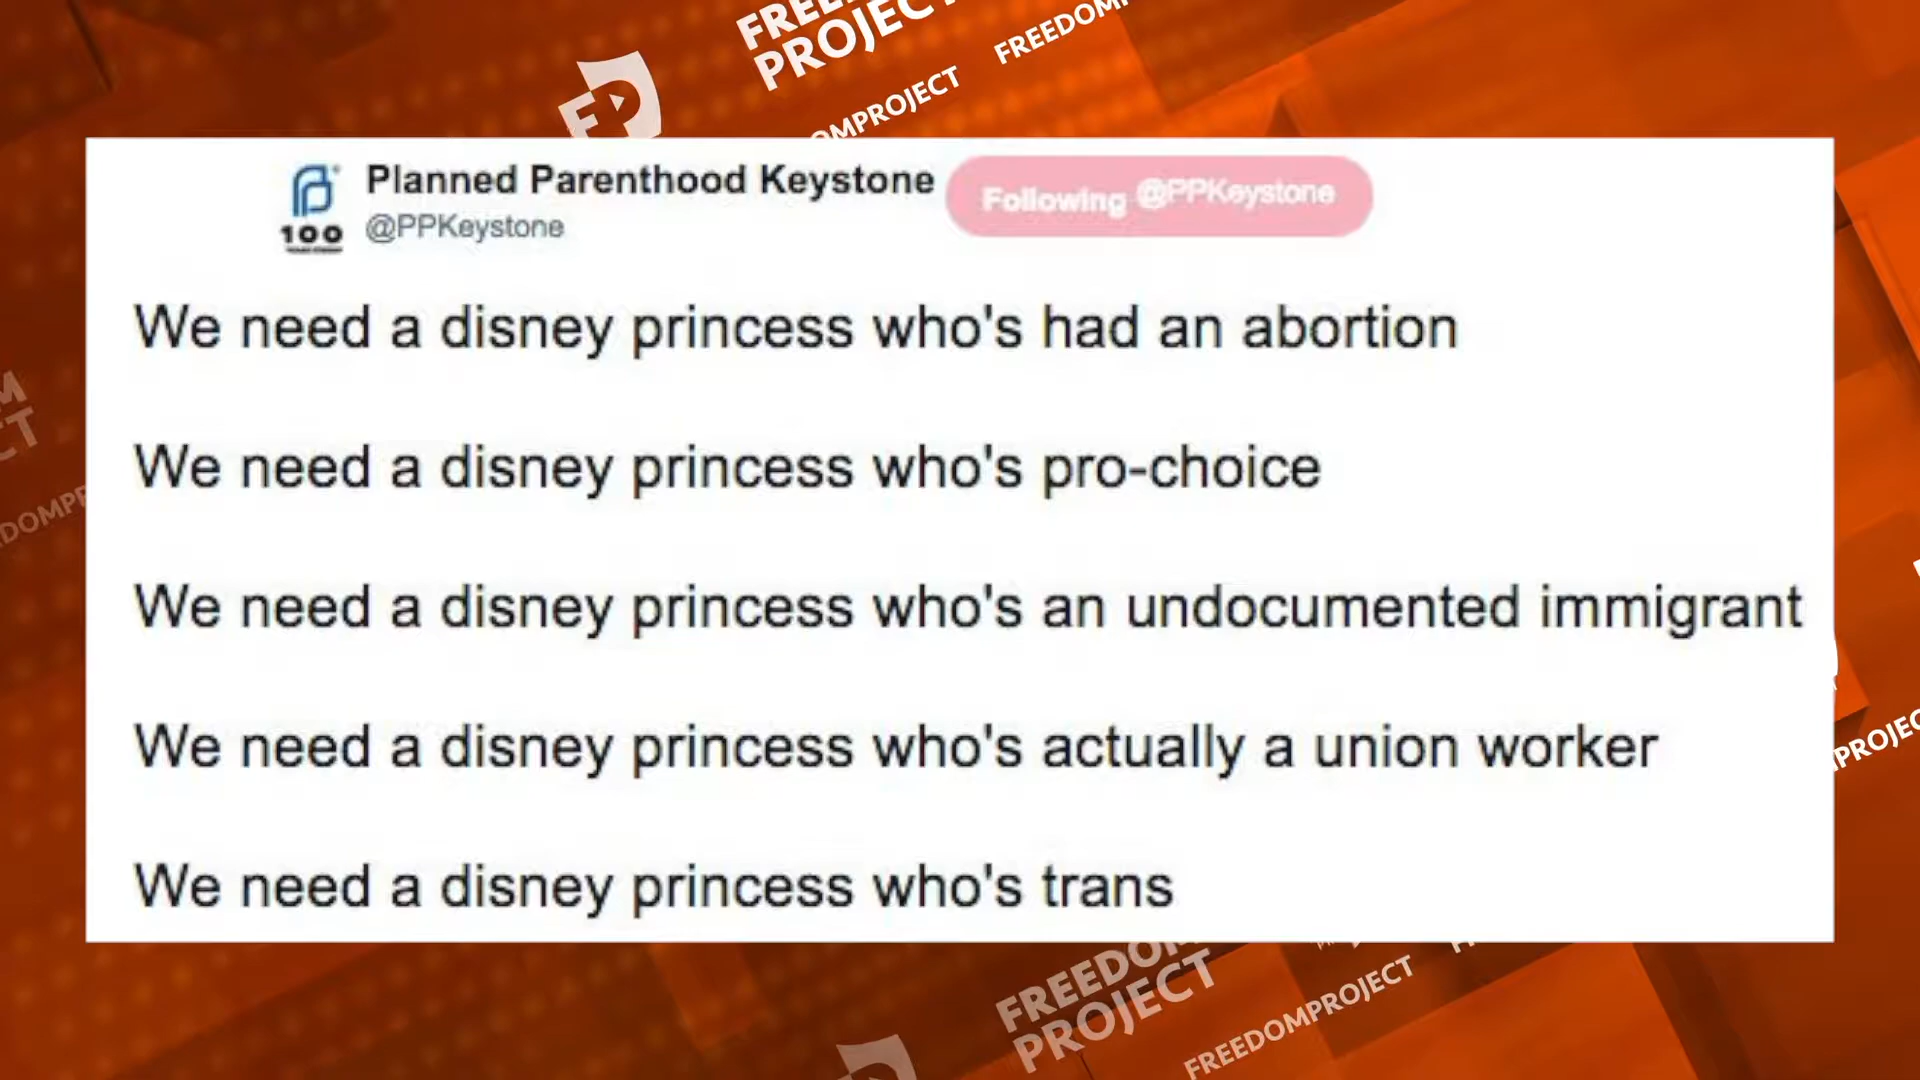 FREEDOMPROJECT
FP
Planned Parenthood Keystone
@PPKeystone
Following @PPKeystone
100
We need a disney princess who's had an abortion
We need a disney princess who's pro-choice
We need a disney princess who's an undocumented immigrant
We need a disney princess who's actually a union worker
We need a disney princess who's trans
FREEDOM
PROJECT
FREEDOMPROJECT